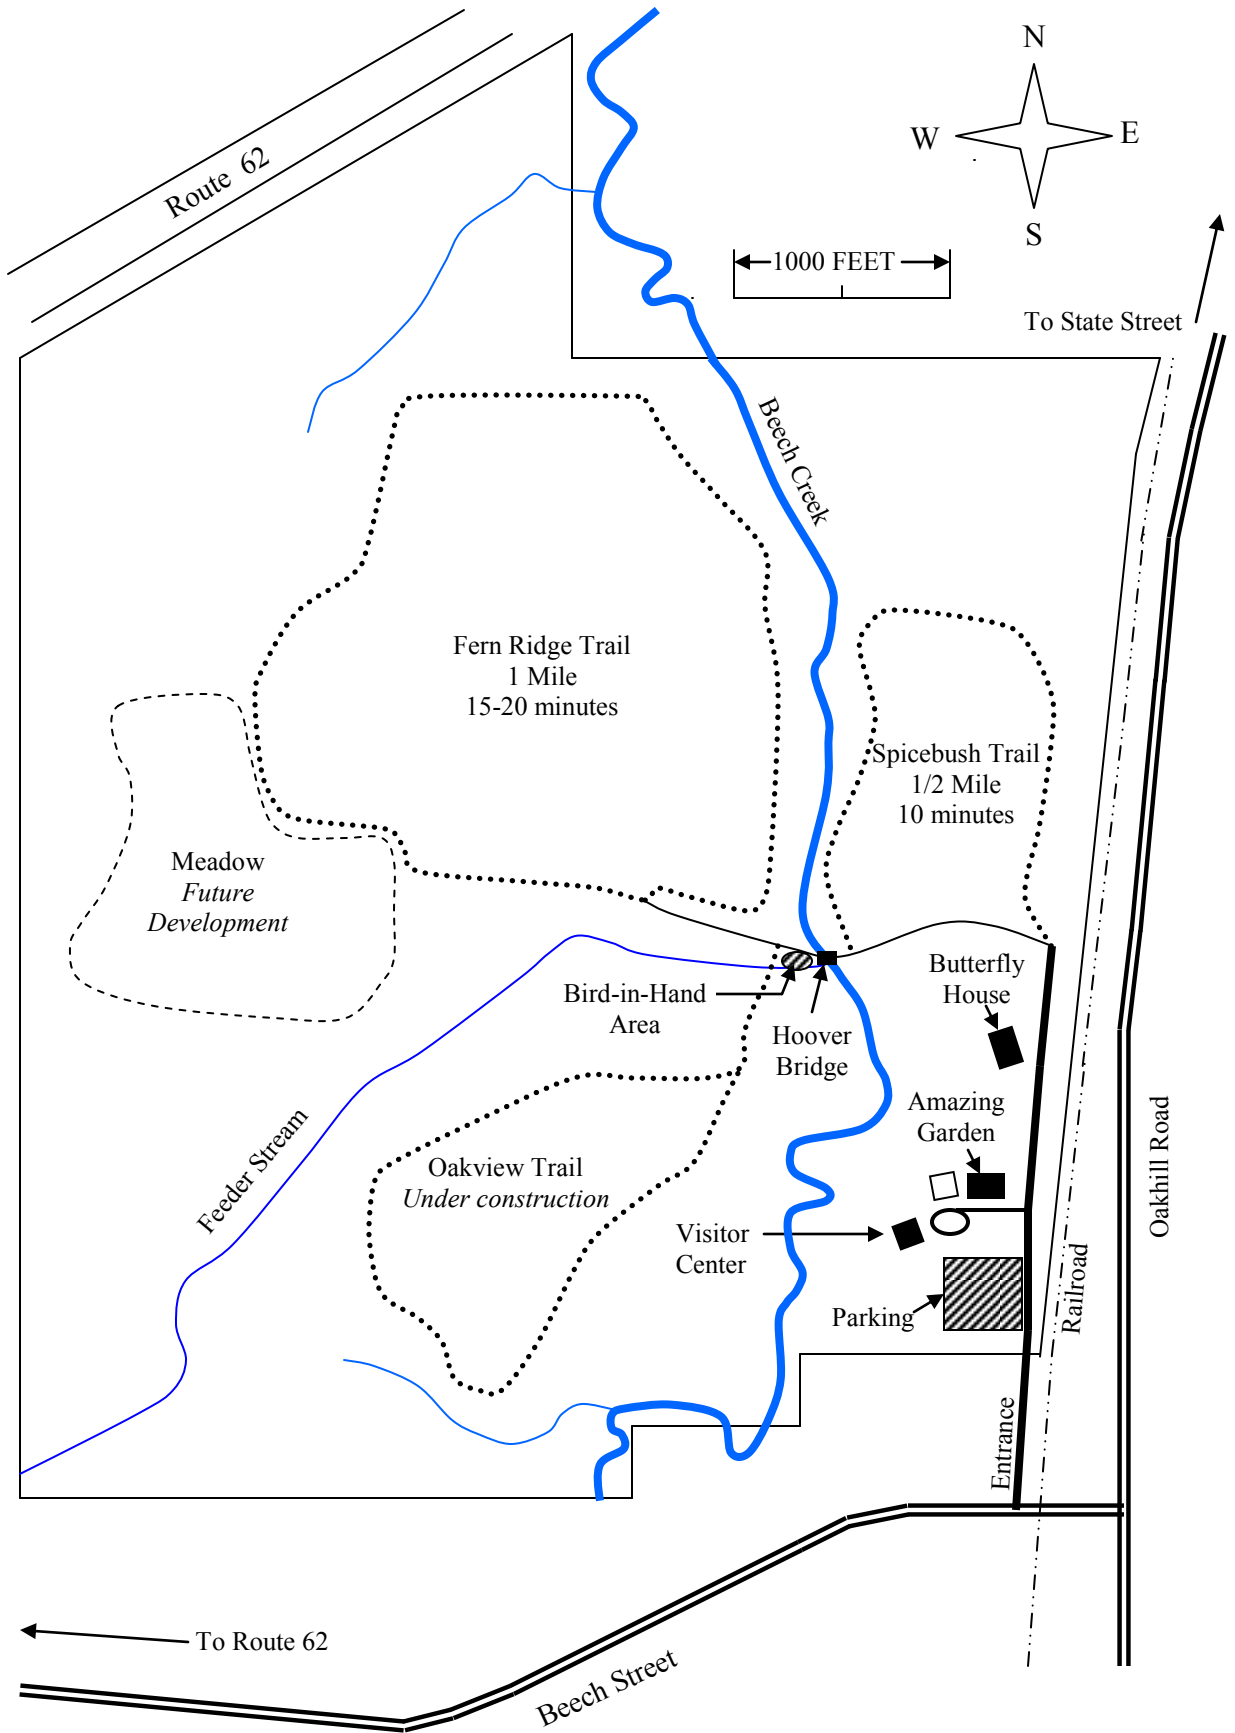 N
W
E
S
Route 62
1000 FEET
To State Street
Beech Creek
Fern Ridge Trail
1 Mile
15-20 minutes
Spicebush Trail
1/2 Mile
10 minutes
Meadow
Future
Development
Butterfly
House
Bird-in-Hand
Area
Hoover
Bridge
Amazing
Garden
Oakhill Road
Feeder Stream
Oakview Trail
Under construction
Visitor
Center
Railroad
Parking
Entrance
To Route 62
Beech Street